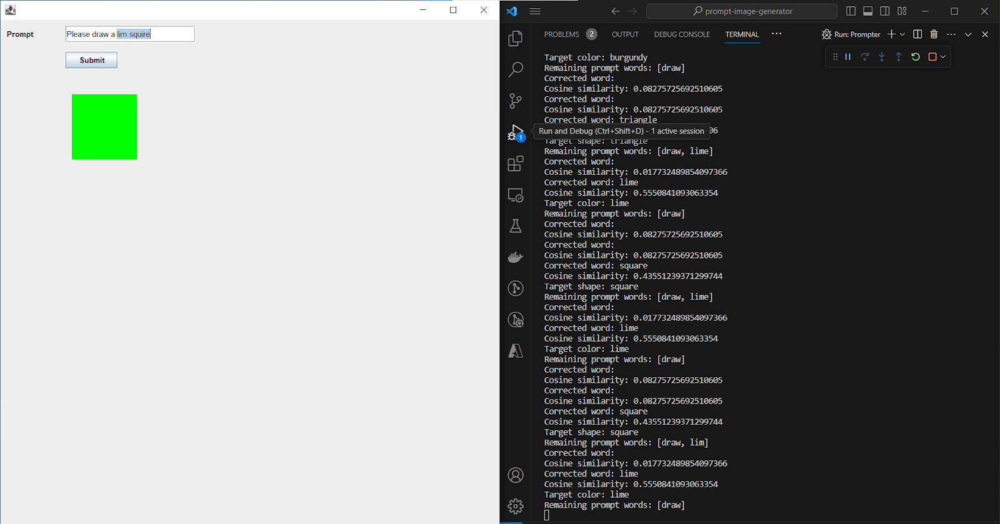 Prompt
Please draw a lim squire
Submit
prompt-image-generator
PROBLEMS 2 OUTPUT DEBUG CONSOLE TERMINAL ... Run: Prompter
Target color: burgundy
Remaining prompt words: [draw]
Corrected word:
Cosine similarity: 0.08275725692510605
Corrected word:
Cosine similarity: 0.08275725692510605
Corrected word: triangle
Run and Debug (Ctrl+Shift+D) - 1 active session
06
1
Target shape: triangle
Remaining prompt words: [draw, lime]
Corrected word:
Cosine similarity: 0.017732489854097366
Corrected word: lime
Cosine similarity: 0.5550841093063354
Target color: lime
Remaining prompt words: [draw]
Corrected word:
Cosine similarity: 0.08275725692510605
Corrected word:
Cosine similarity: 0.08275725692510605
Corrected word: square
Cosine similarity: 0.43551239371299744
Target shape: square
Remaining prompt words: [draw, lime]
Corrected word:
Cosine similarity: 0.017732489854097366
Corrected word: lime
Cosine similarity: 0.5550841093063354
Target color: lime
Remaining prompt words: [draw]
Corrected word:
Cosine similarity: 0.08275725692510605
Corrected word:
Cosine similarity: 0.08275725692510605
Corrected word: square
Cosine similarity: 0.43551239371299744
Target shape: square
Remaining prompt words: [draw, lim]
Corrected word:
Cosine similarity: 0.017732489854097366
Corrected word: lime
Cosine similarity: 0.5550841093063354
Target color: lime
Remaining prompt words: [draw]